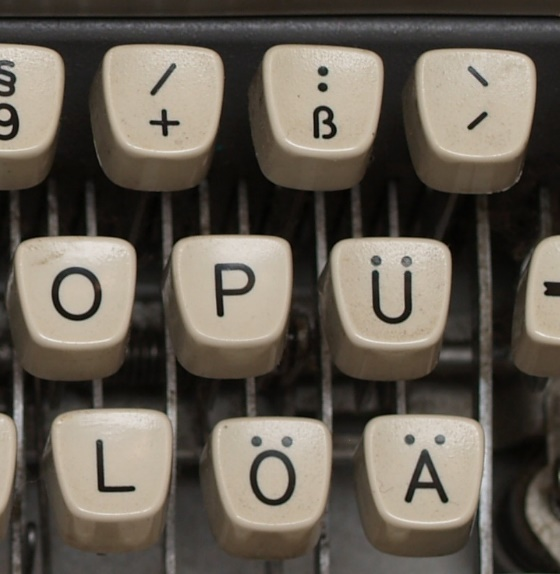 § / : `
9 + ß ´
O P Ü
L Ö Ä